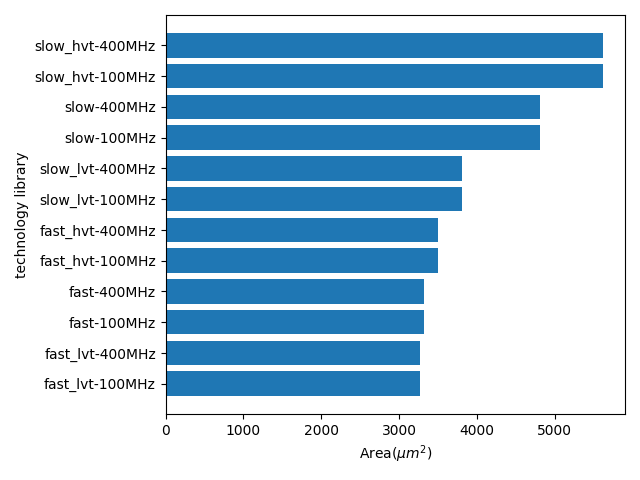 slow_hvt-400MHz
slow_hvt-100MHz
slow-400MHz
slow-100MHz
slow_lvt-400MHz
slow_lvt-100MHz
fast_hvt-400MHz
fast_hvt-100MHz
fast-400MHz
fast-100MHz
fast_lvt-400MHz
fast_lvt-100MHz
technology library
0 1000 2000 3000 4000 5000
Area(μm²)